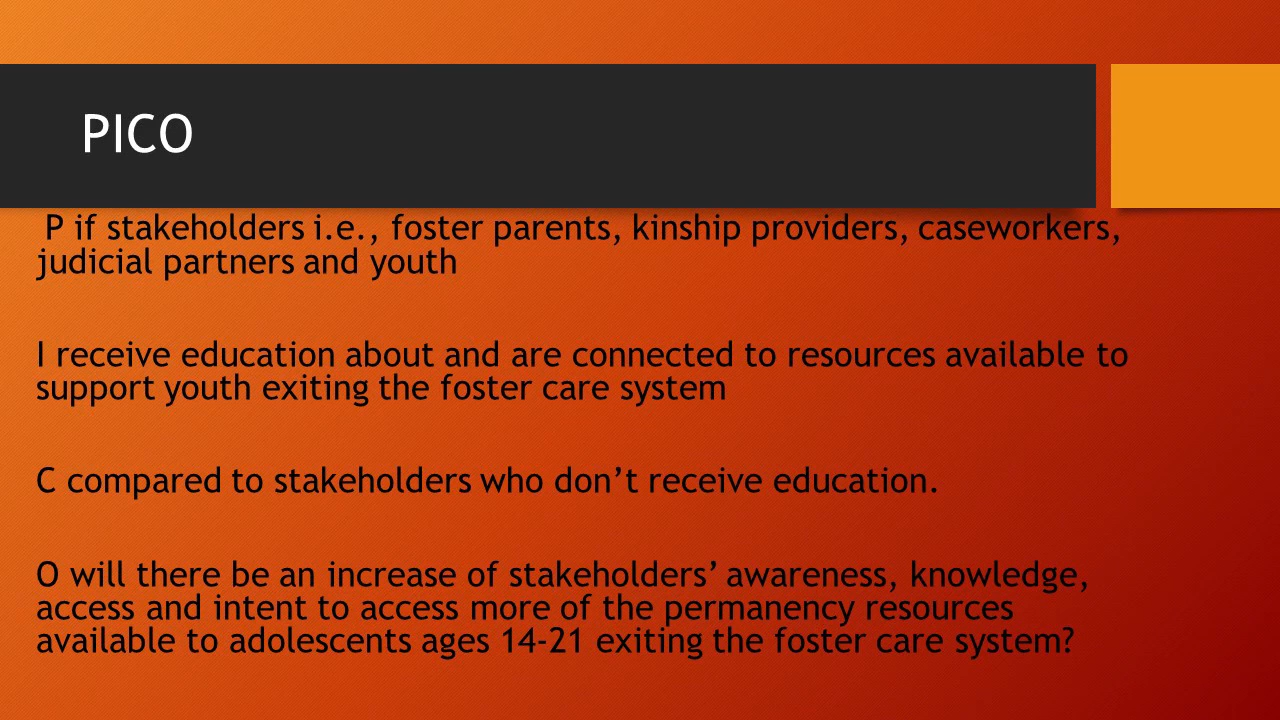 PICO
P if stakeholders i.e., foster parents, kinship providers, caseworkers,
judicial partners and youth
I receive education about and are connected to resources available to
support youth exiting the foster care system
C compared to stakeholders who don’t receive education.
O will there be an increase of stakeholders’ awareness, knowledge,
access and intent to access more of the permanency resources
available to adolescents ages 14-21 exiting the foster care system?